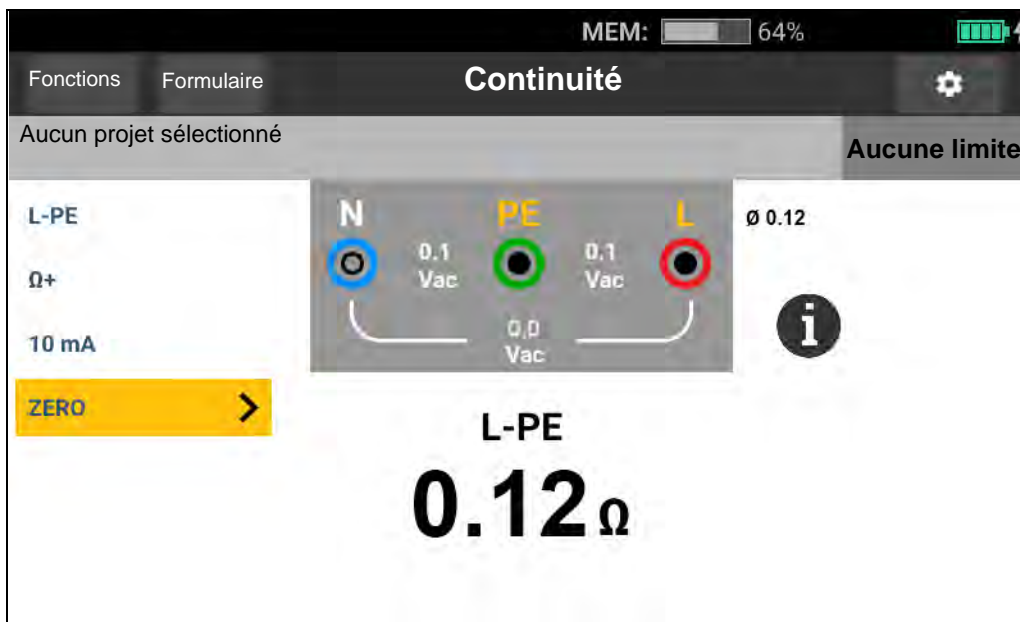 MEM: 64%
Fonctions Formulaire Continuité
Aucun projet sélectionné
Aucune limite
L-PE
Ω+
10 mA
ZERO
N PE L
0.1 Vac
0.1 Vac
0.0 Vac
Ø 0.12
i
L-PE
0.12 Ω